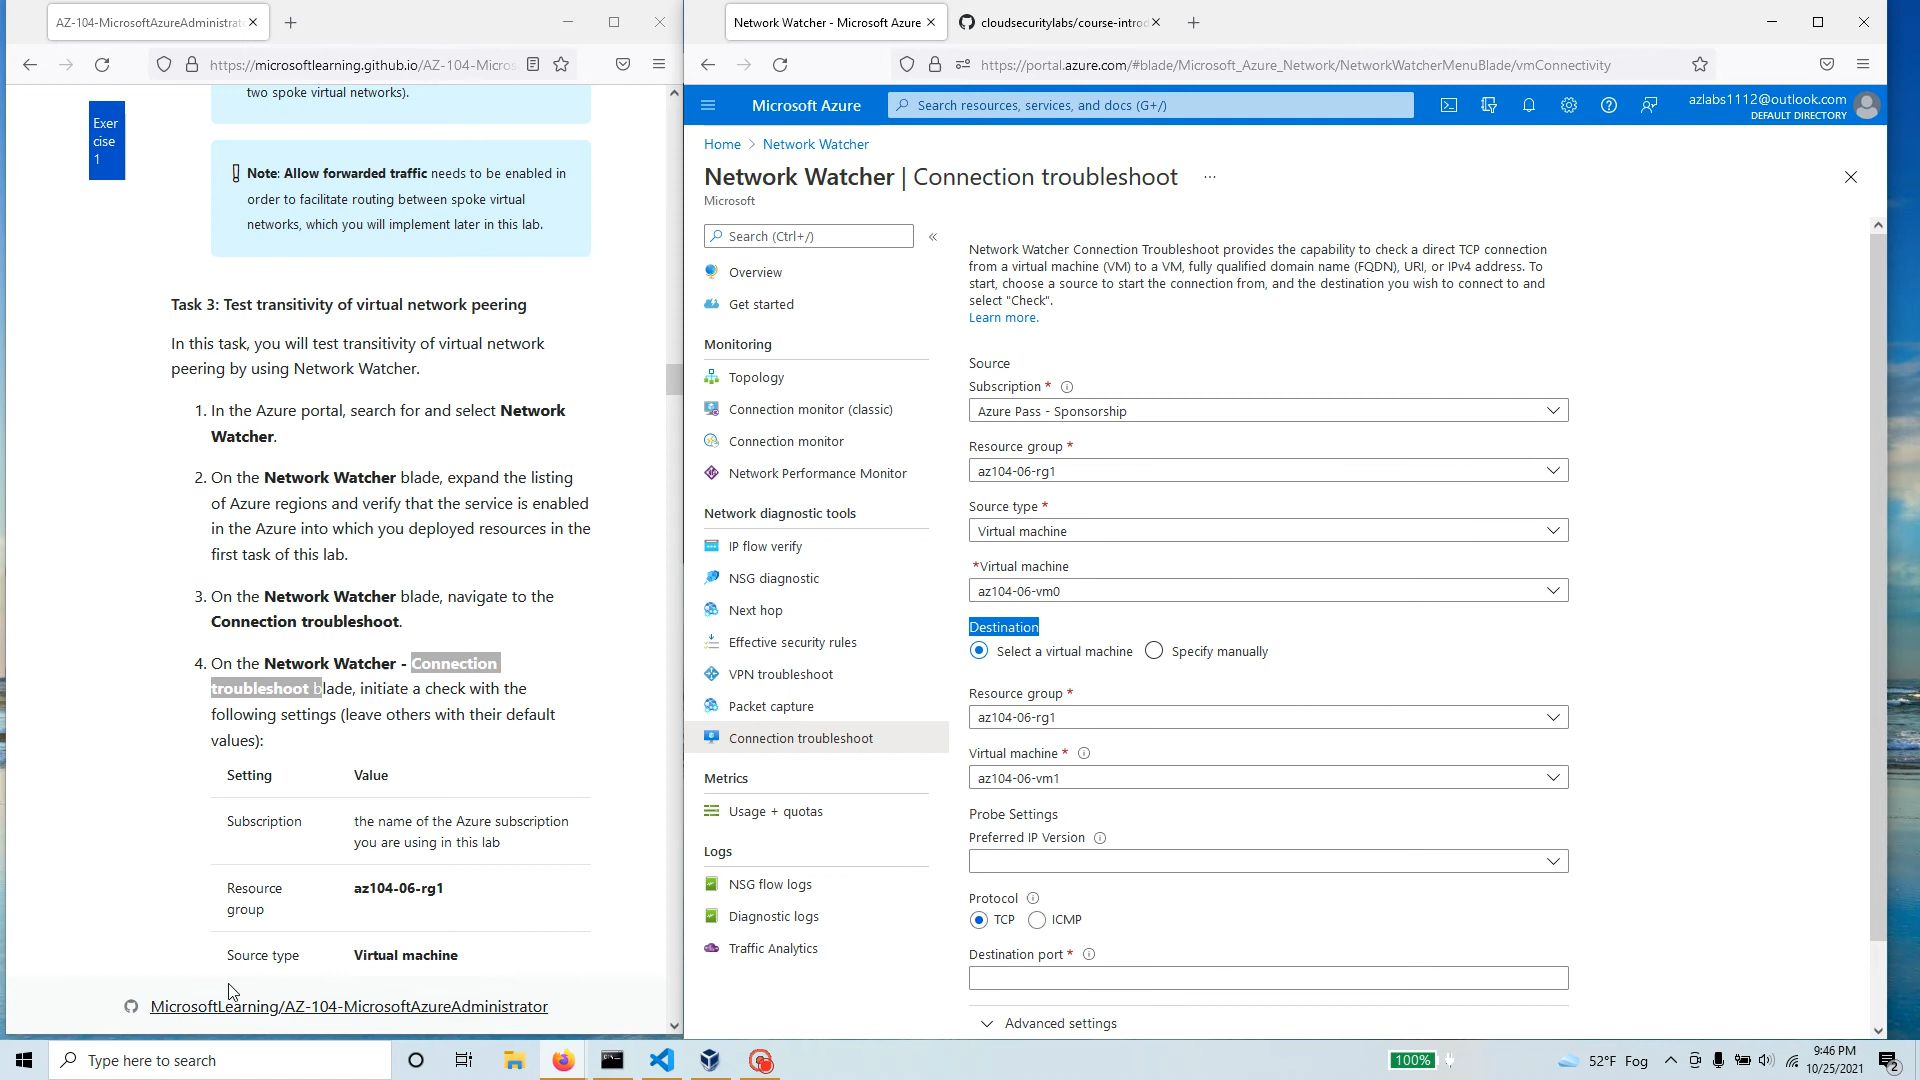 AZ-104-MicrosoftAzureAdministrat
https://microsoftlearning.github.io/AZ-104-Micros
two spoke virtual networks).
Exer
cise
1
Note: Allow forwarded traffic needs to be enabled in
order to facilitate routing between spoke virtual
networks, which you will implement later in this lab.
Task 3: Test transitivity of virtual network peering
In this task, you will test transitivity of virtual network
peering by using Network Watcher.
1. In the Azure portal, search for and select Network
Watcher.
2. On the Network Watcher blade, expand the listing
of Azure regions and verify that the service is enabled
in the Azure into which you deployed resources in the
first task of this lab.
3. On the Network Watcher blade, navigate to the
Connection troubleshoot.
4. On the Network Watcher - Connection
troubleshoot blade, initiate a check with the
following settings (leave others with their default
values):
Setting Value
Subscription the name of the Azure subscription
you are using in this lab
Resource az104-06-rg1
group
Source type Virtual machine
MicrosoftLearning/AZ-104-MicrosoftAzureAdministrator
Network Watcher - Microsoft Azure
cloudsecuritylabs/course-introd
https://portal.azure.com/#blade/Microsoft_Azure_Network/NetworkWatcherMenuBlade/vmConnectivity
Microsoft Azure
Search resources, services, and docs (G+/)
azlabs1112@outlook.com
DEFAULT DIRECTORY
Home > Network Watcher
Network Watcher | Connection troubleshoot ...
Microsoft
Search (Ctrl+/)
Overview
Get started
Monitoring
Topology
Connection monitor (classic)
Connection monitor
Network Performance Monitor
Network diagnostic tools
IP flow verify
NSG diagnostic
Next hop
Effective security rules
VPN troubleshoot
Packet capture
Connection troubleshoot
Metrics
Usage + quotas
Logs
NSG flow logs
Diagnostic logs
Traffic Analytics
Network Watcher Connection Troubleshoot provides the capability to check a direct TCP connection
from a virtual machine (VM) to a VM, fully qualified domain name (FQDN), URI, or IPv4 address. To
start, choose a source to start the connection from, and the destination you wish to connect to and
select "Check".
Learn more.
Source
Subscription *
Azure Pass - Sponsorship
Resource group *
az104-06-rg1
Source type *
Virtual machine
*Virtual machine
az104-06-vm0
Destination
Select a virtual machine Specify manually
Resource group *
az104-06-rg1
Virtual machine *
az104-06-vm1
Probe Settings
Preferred IP Version
Protocol
TCP ICMP
Destination port *
Advanced settings
Type here to search
100%
52°F Fog
9:46 PM
10/25/2021
2